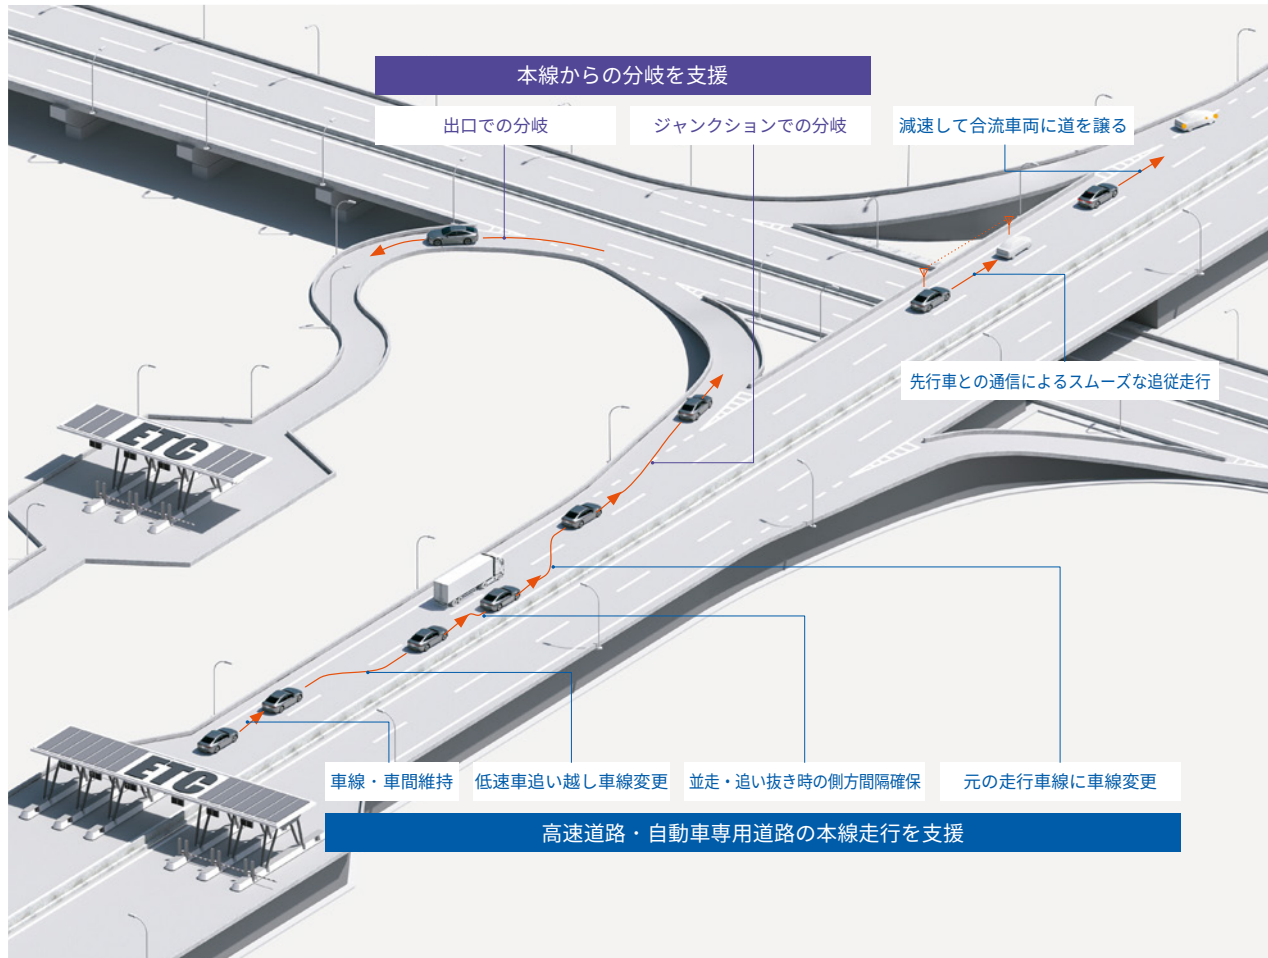 本線からの分岐を支援
出口での分岐
ジャンクションでの分岐
減速して合流車両に道を譲る
先行車との通信によるスムーズな追従走行
ETC
ETC
車線・車間維持
低速車追い越し車線変更
並走・追い抜き時の側方間隔確保
元の走行車線に車線変更
高速道路・自動車専用道路の本線走行を支援